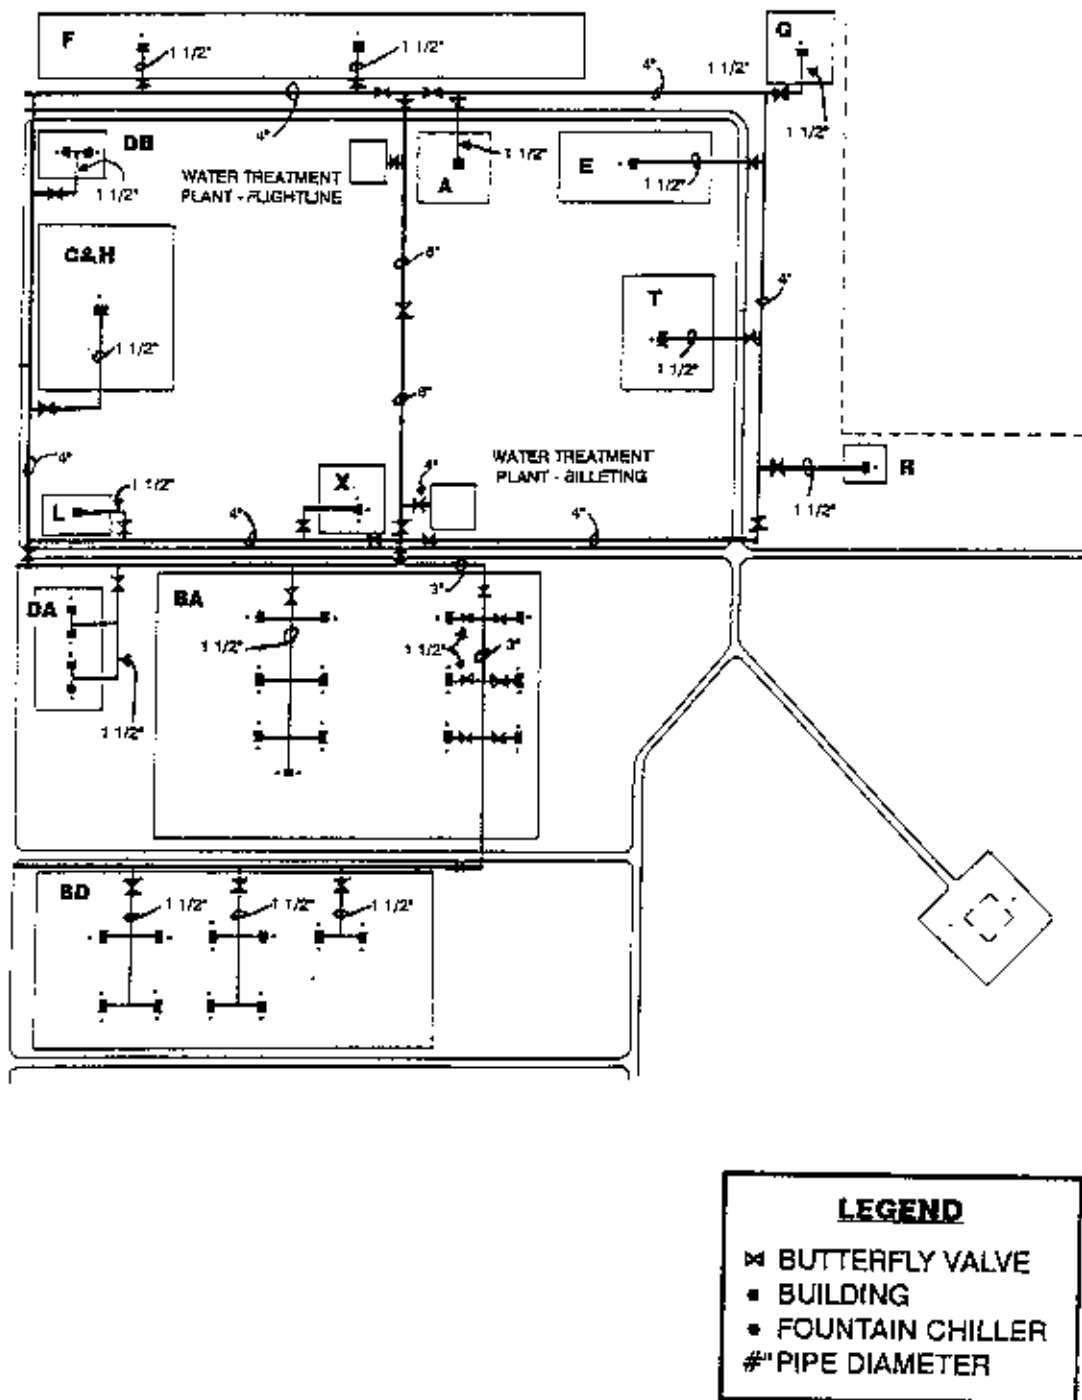 F
1 1/2"
1 1/2"
G
4"
1 1/2"
4"
1 1/2"
DB
1 1/2"
WATER TREATMENT
PLANT - FLIGHTLINE
1 1/2"
A
E
1 1/2"
C&H
6"
4"
T
1 1/2"
1 1/2"
6"
4"
WATER TREATMENT
PLANT - BILLETING
R
1 1/2"
1 1/2"
X
4"
L
4"
4"
3"
DA
BA
1 1/2"
1 1/2"
3"
1 1/2"
BD
1 1/2"
1 1/2"
1 1/2"
LEGEND
BUTTERFLY VALVE
BUILDING
FOUNTAIN CHILLER
#" PIPE DIAMETER